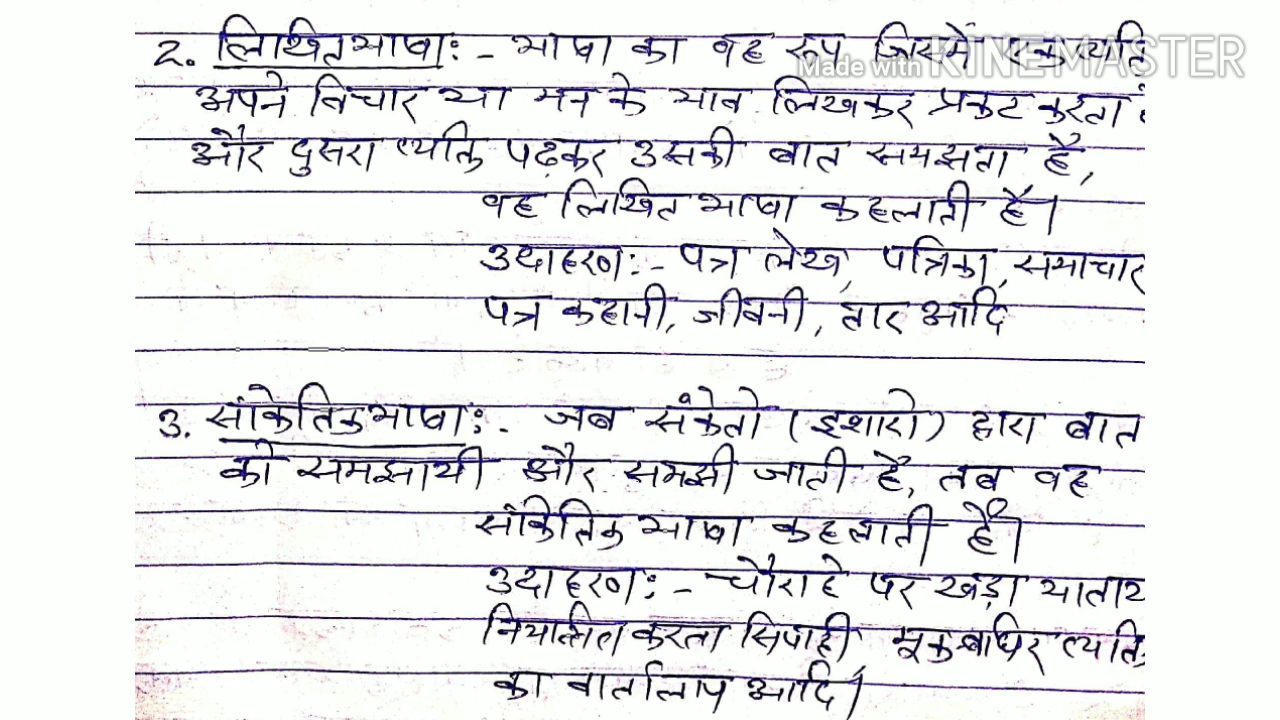 2. लिखित भाषा :- भाषा का वह रूप जिसमें एक व्यक्ति
Made with KINEMASTER
अपने विचार या मन के भाव लिखकर प्रकट करता
और दुसरा व्यक्ति पढ़कर उसकी बात समझता है,
वह लिखित भाषा कहलाती है।
उदाहरण :- पत्र लेख, पत्रिका, समाचार
पत्र कहानी, जीवनी, तार आदि
3. सांकेतिक भाषा :- जब संकेतो (इशारो) द्वारा बात
को समझायी और समझी जाती है, तब वह
सांकेतिक भाषा कहलाती है।
उदाहरण :- चौराहे पर खड़ा याताय
करता सिपाही, मूक बधिर व्यक्ति
का वार्तालाप आदि।